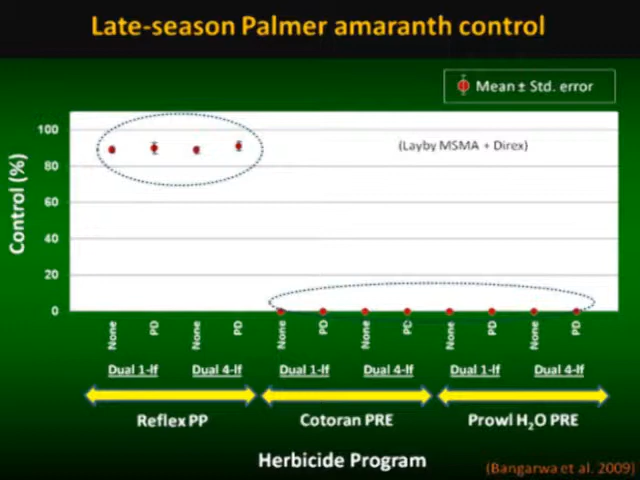 Late-season Palmer amaranth control
Mean ± Std. error
(Layby MSMA + Direx)
Control (%)
100
80
60
40
20
0
None PD None PD None PD None PD None PD None PD
Dual 1-lf Dual 4-lf Dual 1-lf Dual 4-lf Dual 1-lf Dual 4-lf
Reflex PP Cotoran PRE Prowl H₂O PRE
Herbicide Program
(Bangarwa et al. 2009)